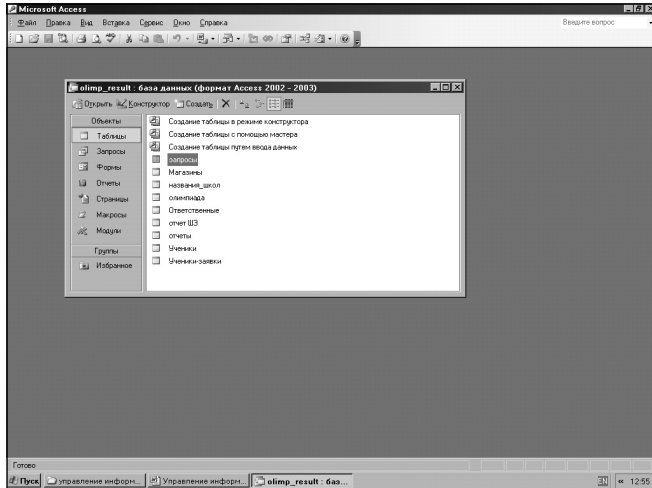 Microsoft Access
Файл Правка Вид Вставка Сервис Окно Справка Введите вопрос
olimp_result : база данных (формат Access 2002 - 2003)
Открыть Конструктор Создать
Объекты
Таблицы
Запросы
Формы
Отчеты
Страницы
Макросы
Модули
Группы
Избранное
Создание таблицы в режиме конструктора
Создание таблицы с помощью мастера
Создание таблицы путем ввода данных
запросы
Магазины
названия_школ
олимпиада
Ответственные
отчет ШЭ
отчеты
Ученики
Ученики-заявки
Готово
Пуск управление информ... Управление информ... olimp_result : баз... EN « 12:55